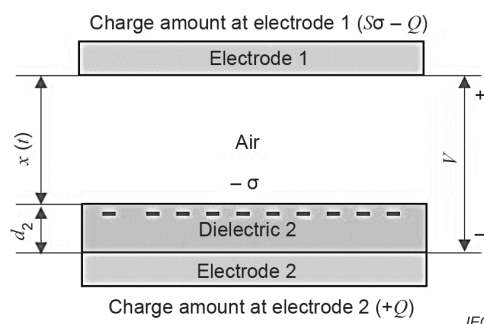 Charge amount at electrode 1 (Sσ – Q)
Electrode 1
+
x (t)
Air
V
– σ
d₂
Dielectric 2
–
Electrode 2
Charge amount at electrode 2 (+Q)
IEC